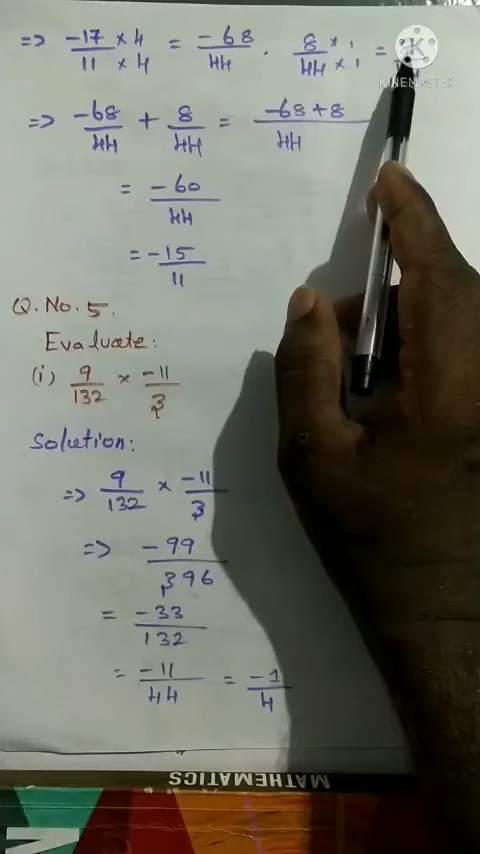 => -17 × 4 / 11 × 4 = -68 / 44 . 8 × 1 / 44 × 1 =
=> -68/44 + 8/44 = -68+8 / 44
= -60/44
= -15/11
Q.No.5.
Evaluate:
(i) 9/132 × -11/3
Solution:
=> 9/132 × -11/3
=> -99/396
= -33/132
= -11/44 = -1/4
MATHEMATICS
K
KINEMASTER